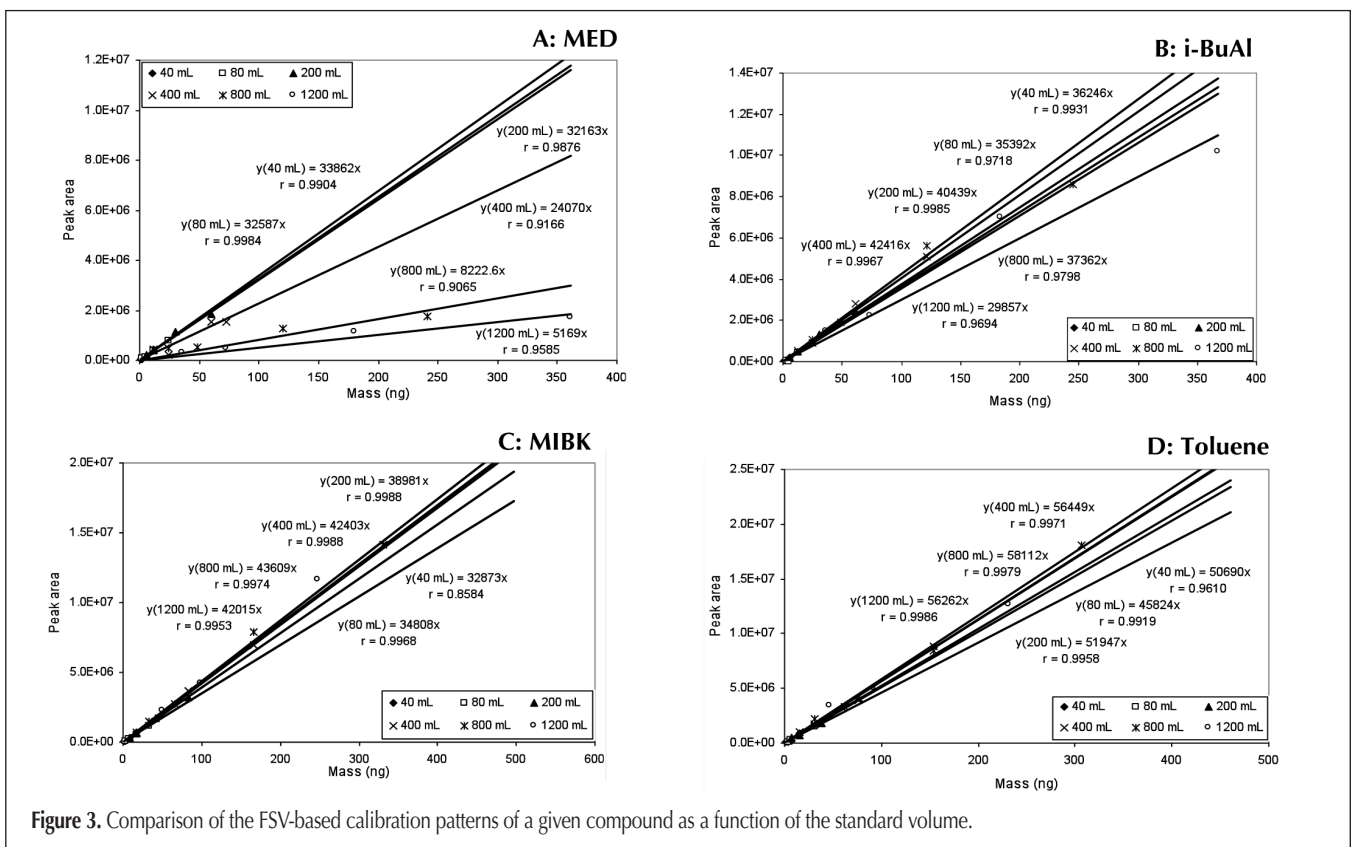 A: MED
1.2E+07
1.0E+07
8.0E+06
6.0E+06
4.0E+06
2.0E+06
0.0E+00
Peak area
◆ 40 mL □ 80 mL ▲ 200 mL
× 400 mL ж 800 mL ○ 1200 mL
y(200 mL) = 32163x
r = 0.9876
y(40 mL) = 33862x
r = 0.9904
y(400 mL) = 24070x
r = 0.9166
y(80 mL) = 32587x
r = 0.9984
y(800 mL) = 8222.6x
r = 0.9065
y(1200 mL) = 5169x
r = 0.9585
0 50 100 150 200 250 300 350 400
Mass (ng)
B: i-BuAl
1.4E+07
1.2E+07
1.0E+07
8.0E+06
6.0E+06
4.0E+06
2.0E+06
0.0E+00
Peak area
y(40 mL) = 36246x
r = 0.9931
y(80 mL) = 35392x
r = 0.9718
y(200 mL) = 40439x
r = 0.9985
y(400 mL) = 42416x
r = 0.9967
y(800 mL) = 37362x
r = 0.9798
y(1200 mL) = 29857x
r = 0.9694
◆ 40 mL □ 80 mL ▲ 200 mL
× 400 mL ж 800 mL ○ 1200 mL
0 50 100 150 200 250 300 350 400
Mass (ng)
C: MIBK
2.0E+07
1.5E+07
1.0E+07
5.0E+06
0.0E+00
Peak area
y(200 mL) = 38981x
r = 0.9988
y(400 mL) = 42403x
r = 0.9988
y(800 mL) = 43609x
r = 0.9974
y(40 mL) = 32873x
r = 0.8584
y(1200 mL) = 42015x
r = 0.9953
y(80 mL) = 34808x
r = 0.9968
◆ 40 mL □ 80 mL ▲ 200 mL
× 400 mL ж 800 mL ○ 1200 mL
0 100 200 300 400 500 600
Mass (ng)
D: Toluene
2.5E+07
2.0E+07
1.5E+07
1.0E+07
5.0E+06
0.0E+00
Peak area
y(400 mL) = 56449x
r = 0.9971
y(800 mL) = 58112x
r = 0.9979
y(40 mL) = 50690x
r = 0.9610
y(1200 mL) = 56262x
r = 0.9986
y(80 mL) = 45824x
r = 0.9919
y(200 mL) = 51947x
r = 0.9958
◆ 40 mL □ 80 mL ▲ 200 mL
× 400 mL ж 800 mL ○ 1200 mL
0 100 200 300 400 500
Mass (ng)
Figure 3. Comparison of the FSV-based calibration patterns of a given compound as a function of the standard volume.